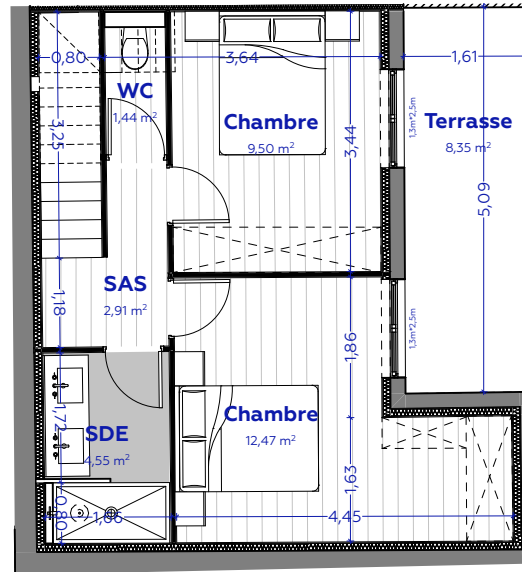 0,80
3,64
1,61
WC
1,44 m²
Chambre
9,50 m²
Terrasse
8,35 m²
3,25
3,44
1,3m*2,5m
5,09
SAS
2,91 m²
1,18
1,86
1,3m*2,5m
Chambre
12,47 m²
1,72
SDE
4,55 m²
1,63
0,80
1,66
4,45